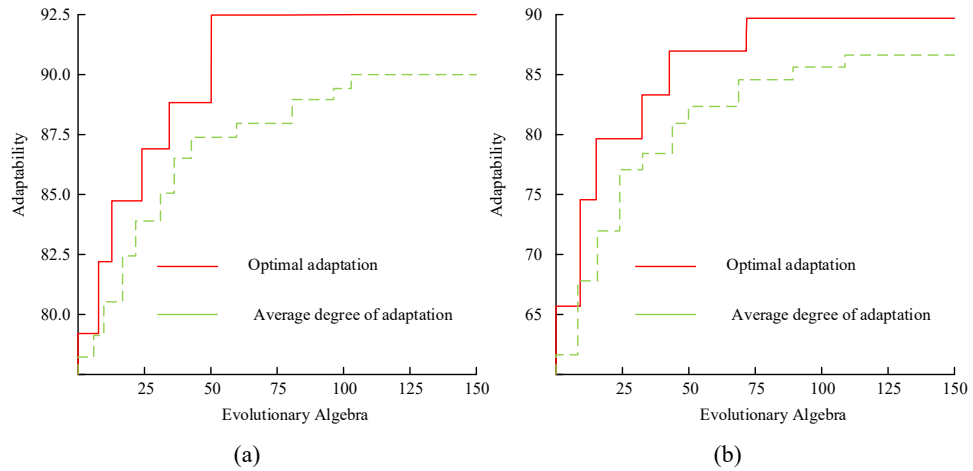 92.5
90.0
87.5
85.0
82.5
80.0
Adaptability
Optimal adaptation
Average degree of adaptation
25
50
75
100
125
150
Evolutionary Algebra
(a)
90
85
80
75
70
65
Adaptability
Optimal adaptation
Average degree of adaptation
25
50
75
100
125
150
Evolutionary Algebra
(b)